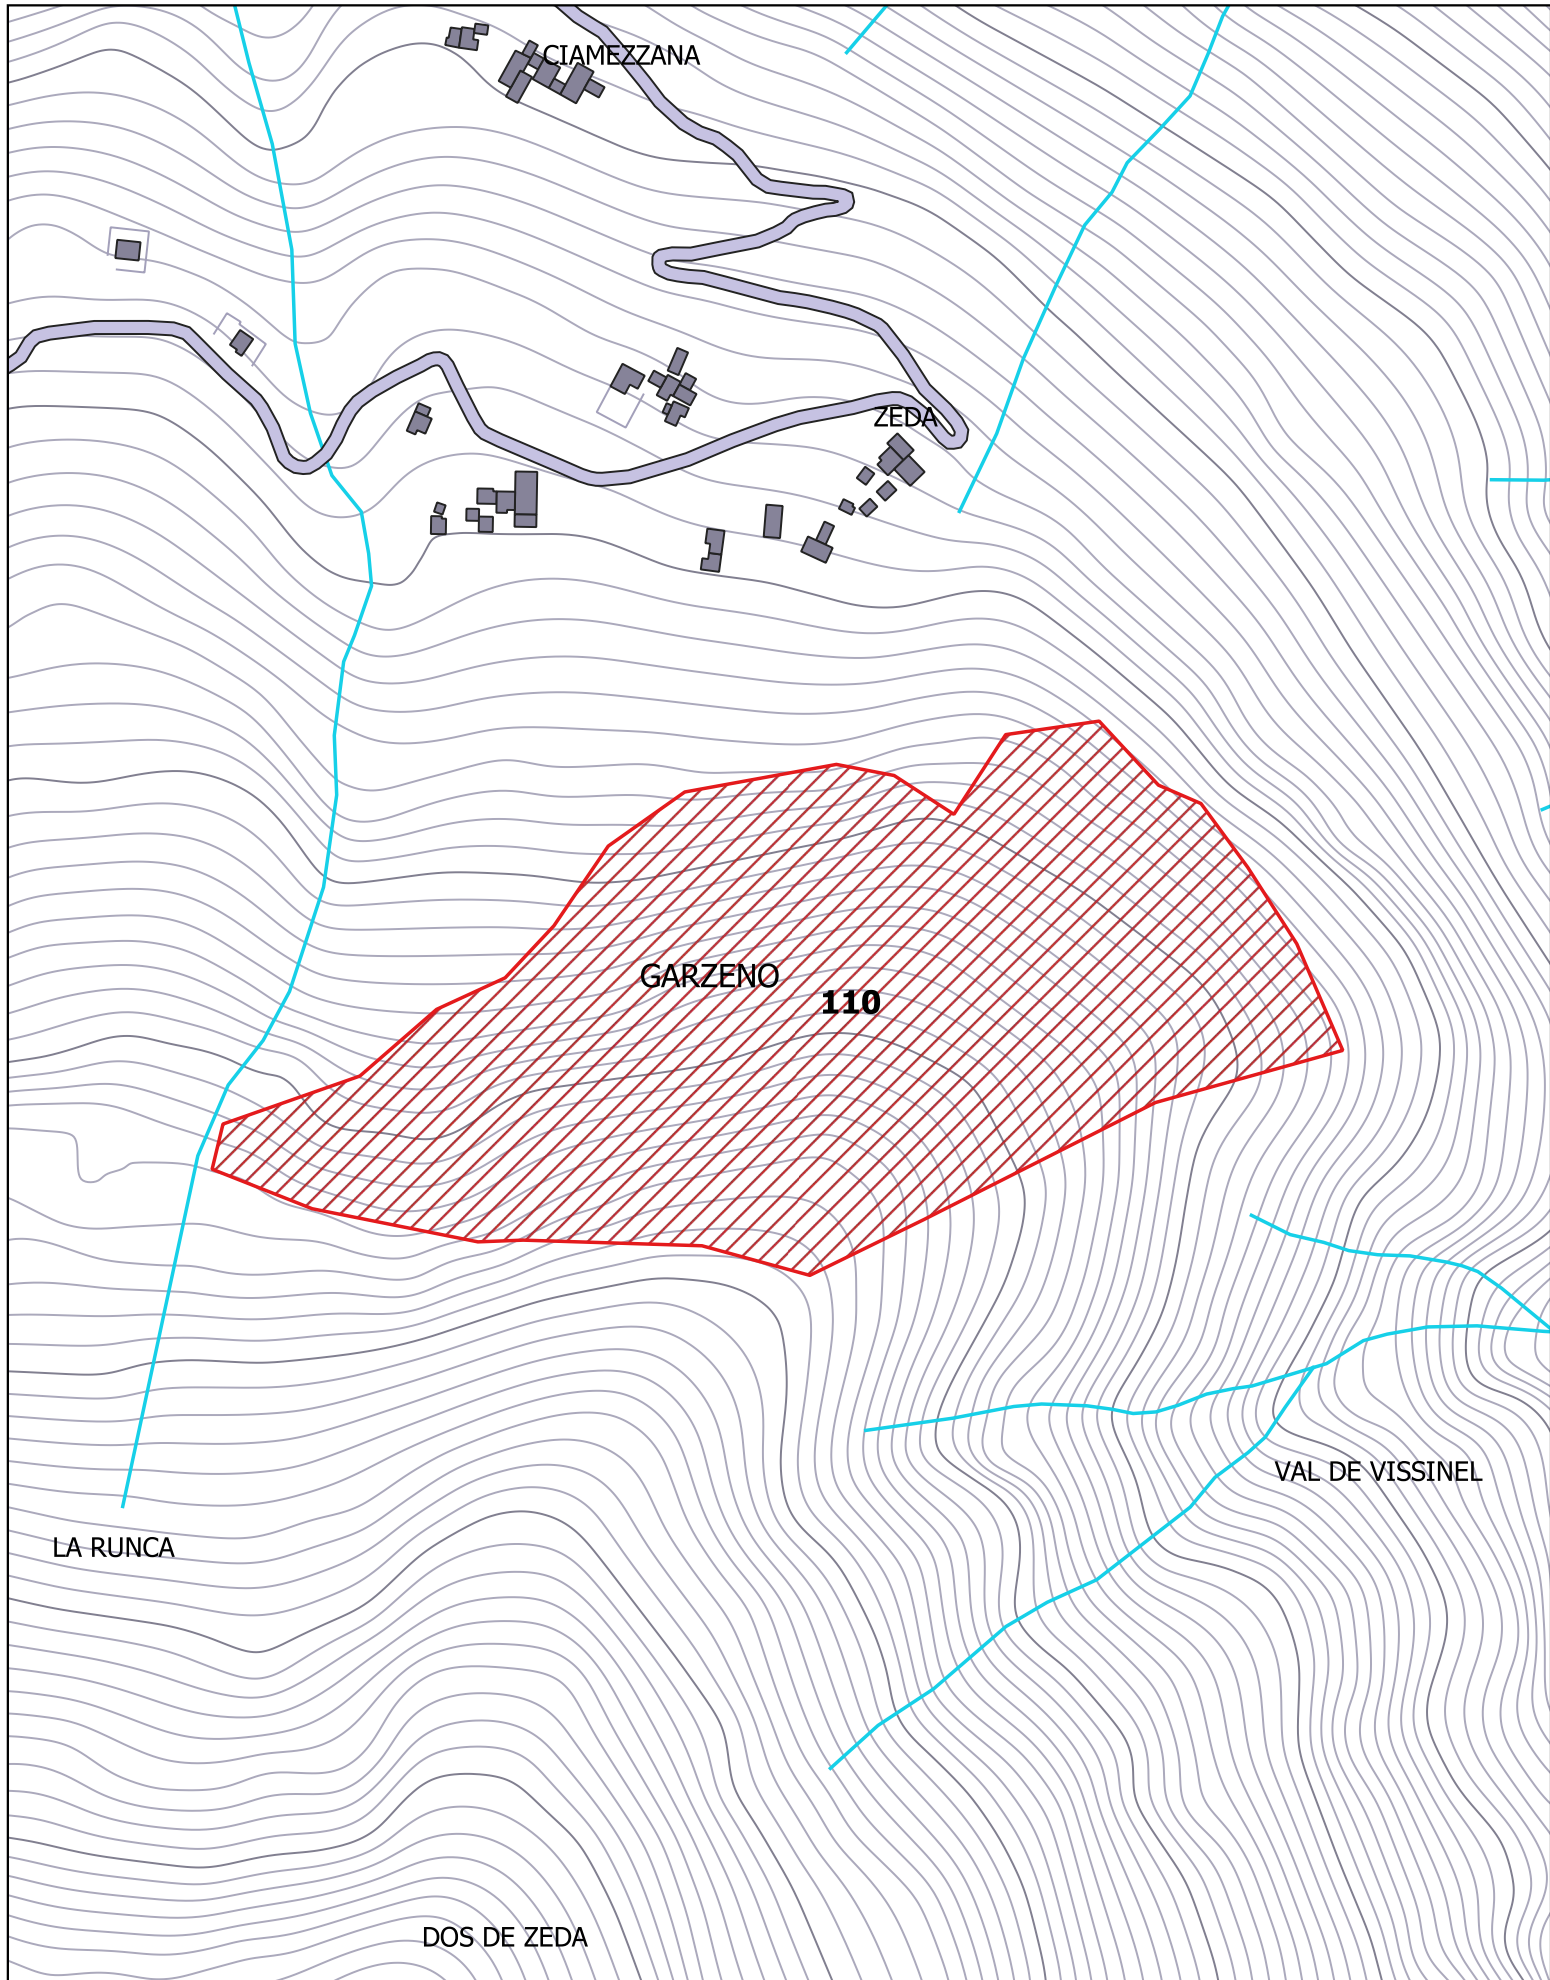 CIAMEZZANA
ZEDA
GARZENO
110
VAL DE VISSINEL
LA RUNCA
DOS DE ZEDA